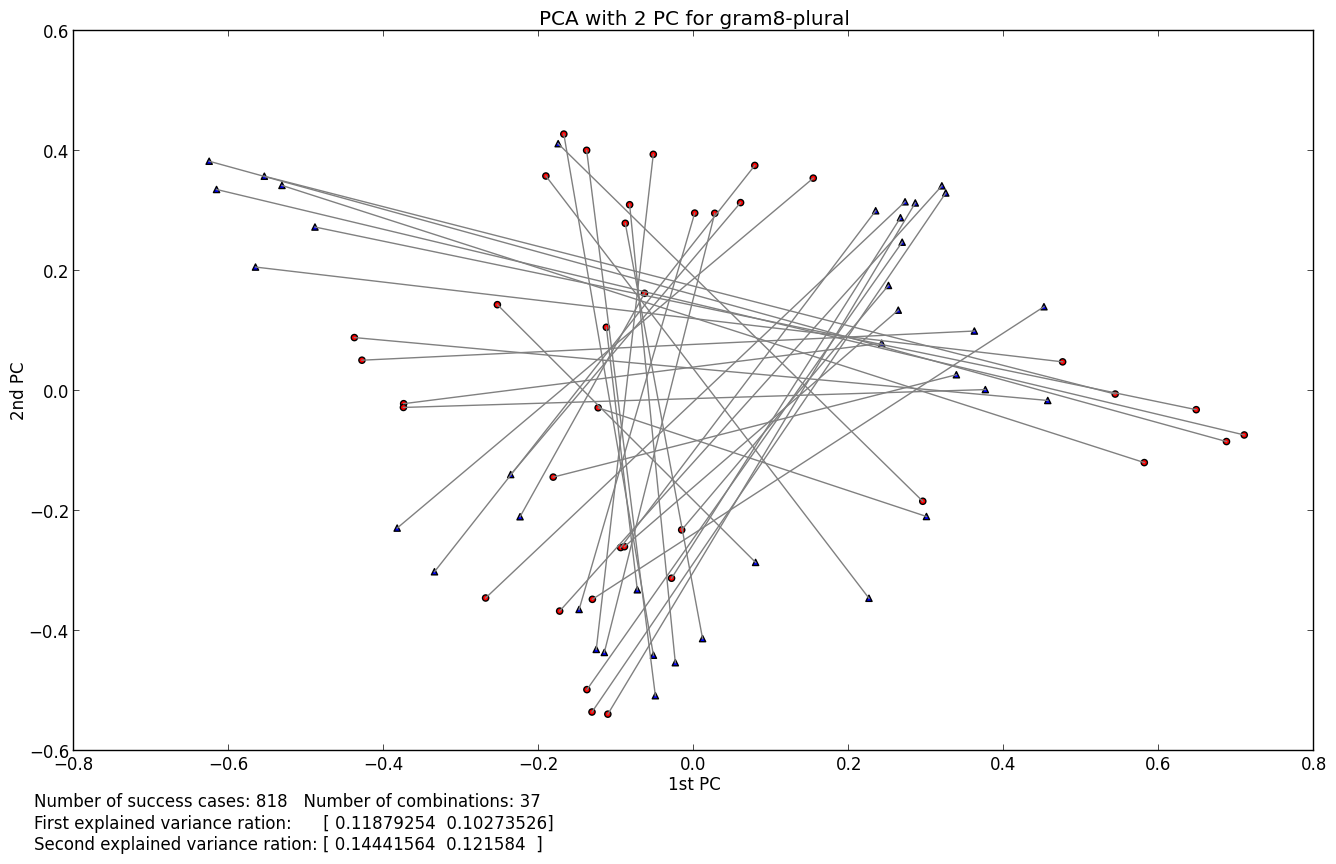 PCA with 2 PC for gram8-plural
0.6
0.4
0.2
0.0
−0.2
−0.4
−0.6
2nd PC
−0.8 −0.6 −0.4 −0.2 0.0 0.2 0.4 0.6 0.8
1st PC
Number of success cases: 818 Number of combinations: 37
First explained variance ration: [ 0.11879254 0.10273526]
Second explained variance ration: [ 0.14441564 0.121584 ]